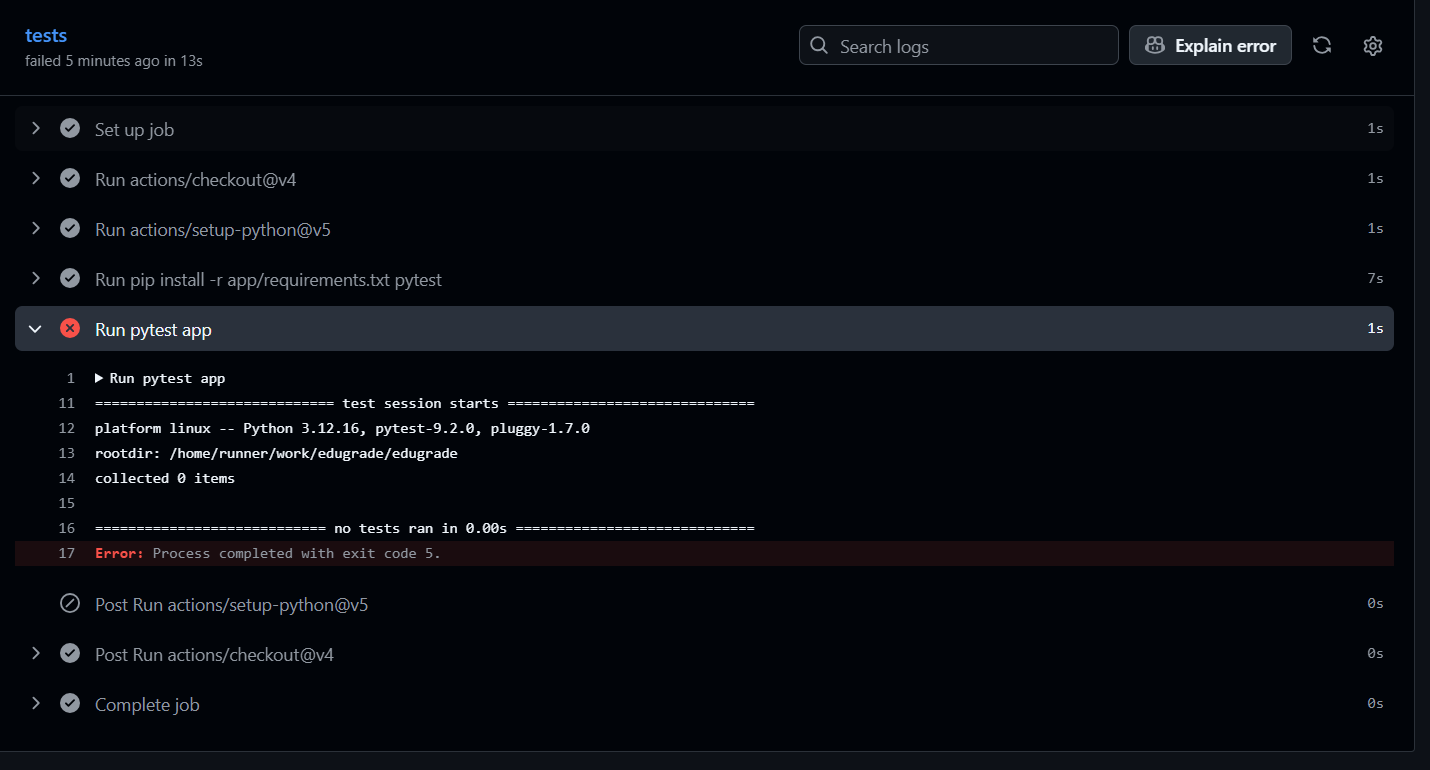 tests
failed 5 minutes ago in 13s
Search logs
Explain error
Set up job 1s
Run actions/checkout@v4 1s
Run actions/setup-python@v5 1s
Run pip install -r app/requirements.txt pytest 7s
Run pytest app 1s
1 Run pytest app
11 ============================= test session starts ==============================
12 platform linux -- Python 3.12.16, pytest-9.2.0, pluggy-1.7.0
13 rootdir: /home/runner/work/edugrade/edugrade
14 collected 0 items
15
16 ============================ no tests ran in 0.00s =============================
17 Error: Process completed with exit code 5.
Post Run actions/setup-python@v5 0s
Post Run actions/checkout@v4 0s
Complete job 0s